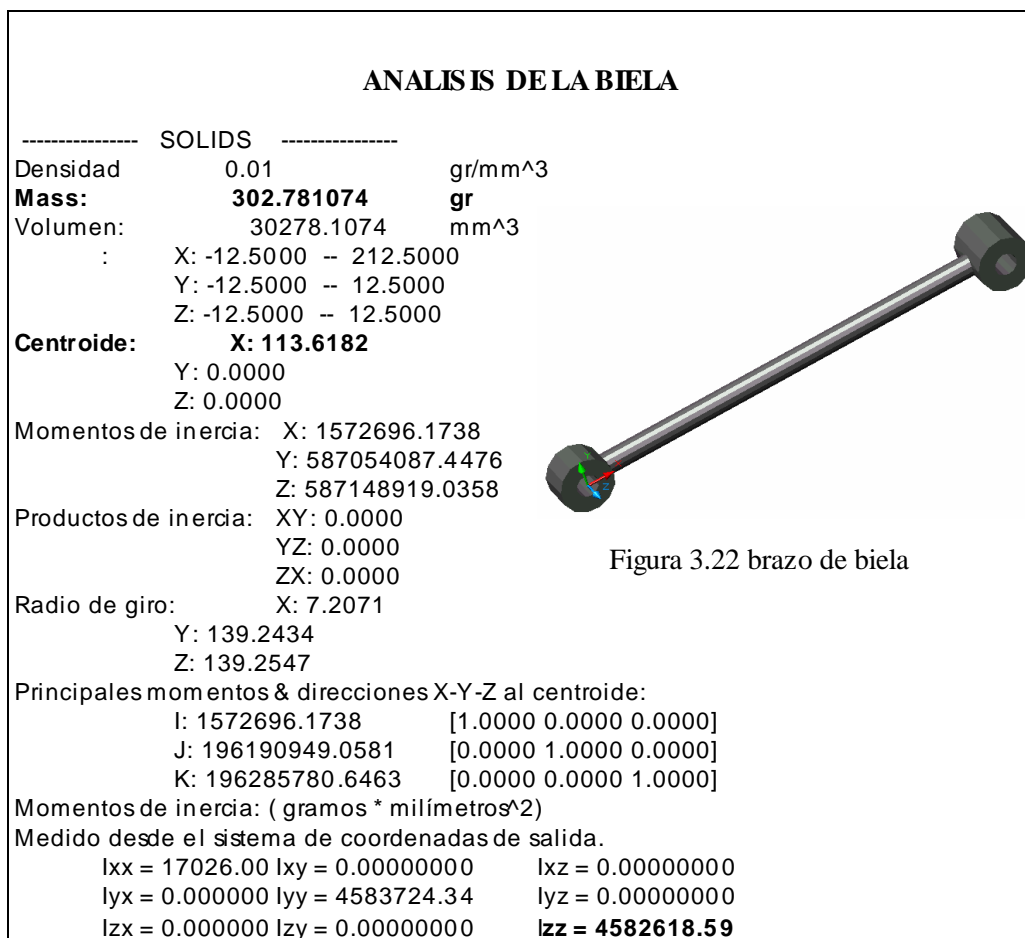 ANALISIS DE LA BIELA
---------------- SOLIDS ----------------
Densidad 0.01 gr/mm^3
Mass: 302.781074 gr
Volumen: 30278.1074 mm^3
: X: -12.5000 -- 212.5000
Y: -12.5000 -- 12.5000
Z: -12.5000 -- 12.5000
Centroide: X: 113.6182
Y: 0.0000
Z: 0.0000
Momentos de inercia: X: 1572696.1738
Y: 587054087.4476
Z: 587148919.0358
Productos de inercia: XY: 0.0000
YZ: 0.0000
ZX: 0.0000
Radio de giro: X: 7.2071
Y: 139.2434
Z: 139.2547
Principales momentos & direcciones X-Y-Z al centroide:
I: 1572696.1738 [1.0000 0.0000 0.0000]
J: 196190949.0581 [0.0000 1.0000 0.0000]
K: 196285780.6463 [0.0000 0.0000 1.0000]
Momentos de inercia: ( gramos * milímetros^2)
Medido desde el sistema de coordenadas de salida.
Ixx = 17026.00 Ixy = 0.00000000 Ixz = 0.00000000
Iyx = 0.000000 Iyy = 4583724.34 Iyz = 0.00000000
Izx = 0.000000 Izy = 0.00000000 Izz = 4582618.59
Y
Z
Figura 3.22 brazo de biela